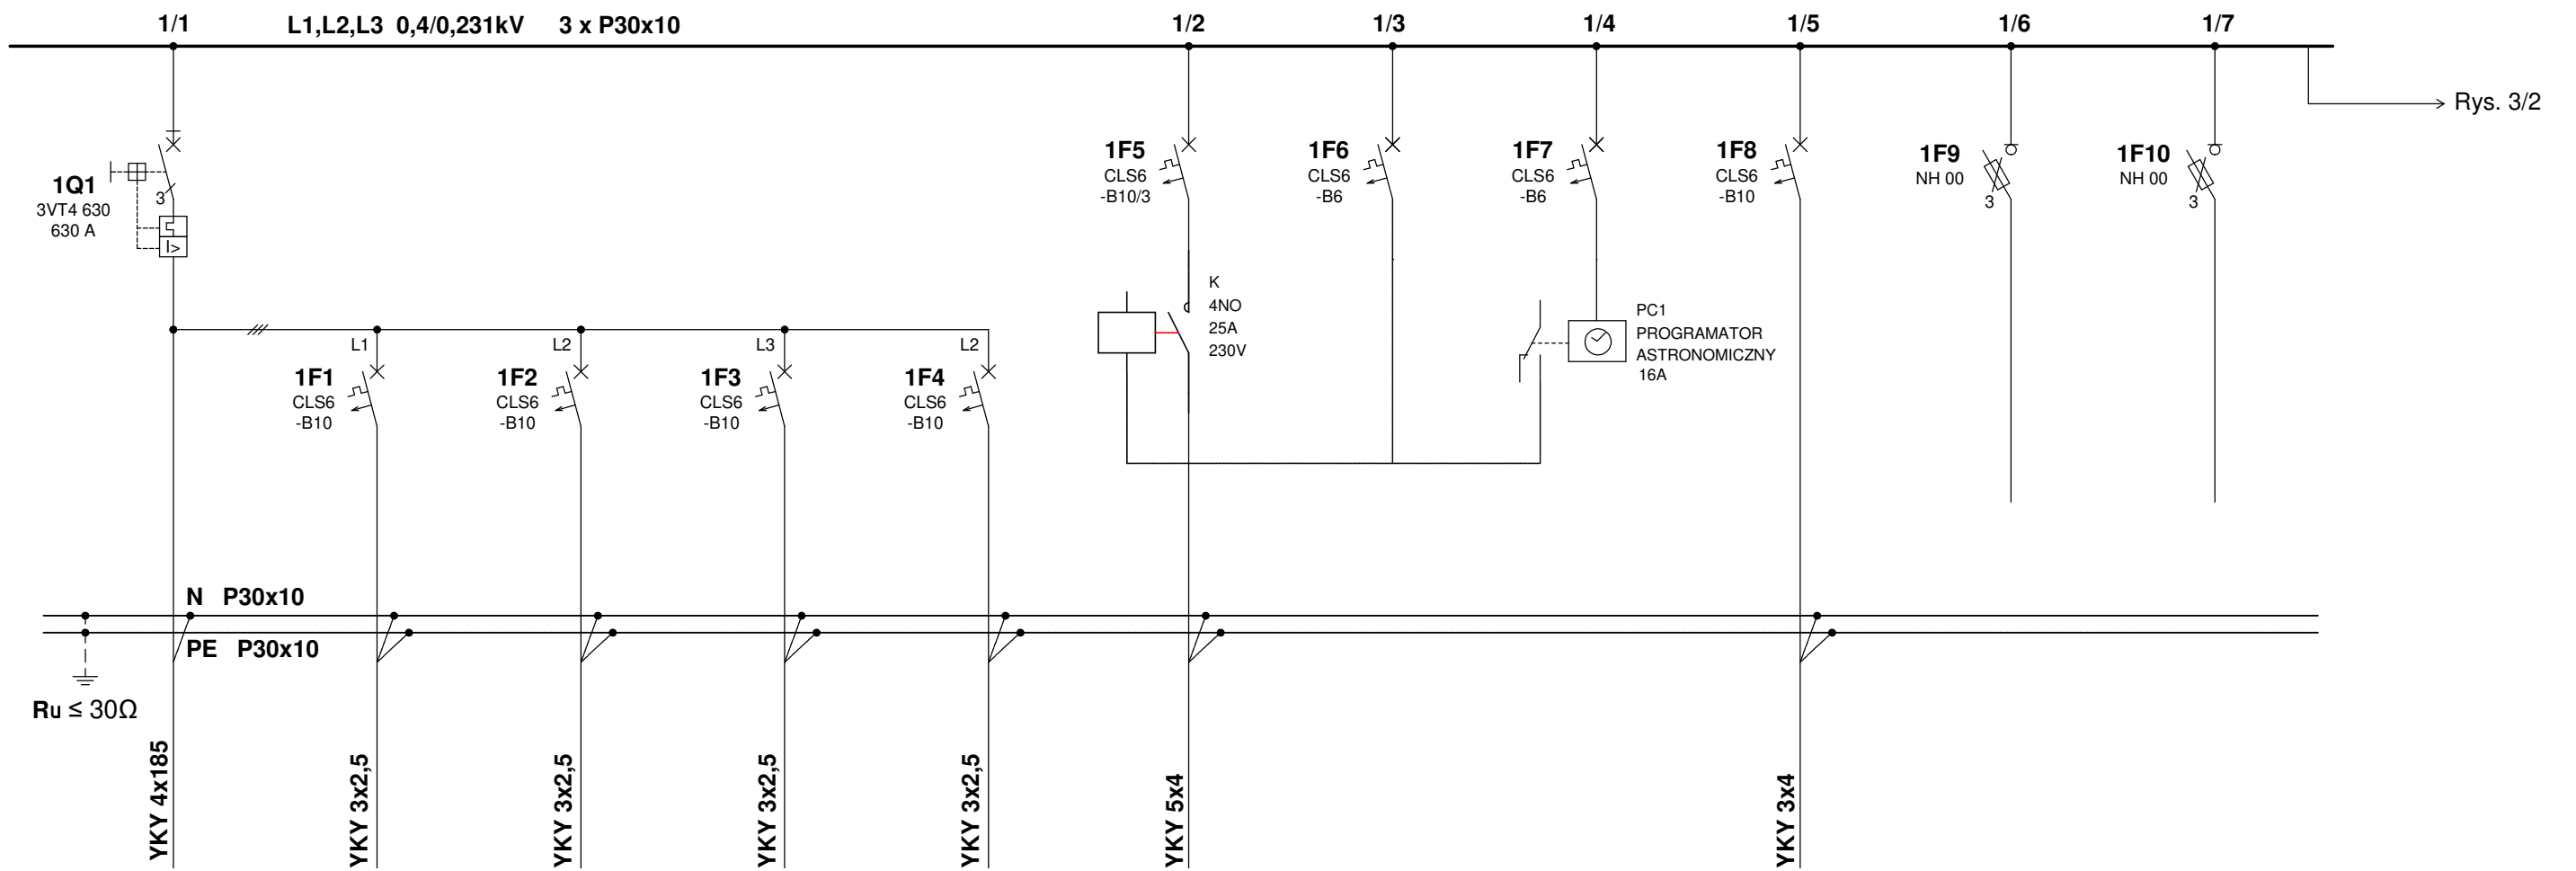 1/1
L1,L2,L3 0,4/0,231kV 3 x P30x10
1/2
1/3
1/4
1/5
1/6
1/7
Rys. 3/2
1Q1
3VT4 630
630 A
3
I>
1F5
CLS6
-B10/3
1F6
CLS6
-B6
1F7
CLS6
-B6
1F8
CLS6
-B10
1F9
NH 00
3
1F10
NH 00
3
K
4NO
25A
230V
PC1
PROGRAMATOR
ASTRONOMICZNY
16A
L1
1F1
CLS6
-B10
L2
1F2
CLS6
-B10
L3
1F3
CLS6
-B10
L2
1F4
CLS6
-B10
N P30x10
PE P30x10
Ru ≤ 30Ω
YKY 4x185
YKY 3x2,5
YKY 3x2,5
YKY 3x2,5
YKY 3x2,5
YKY 5x4
YKY 3x4